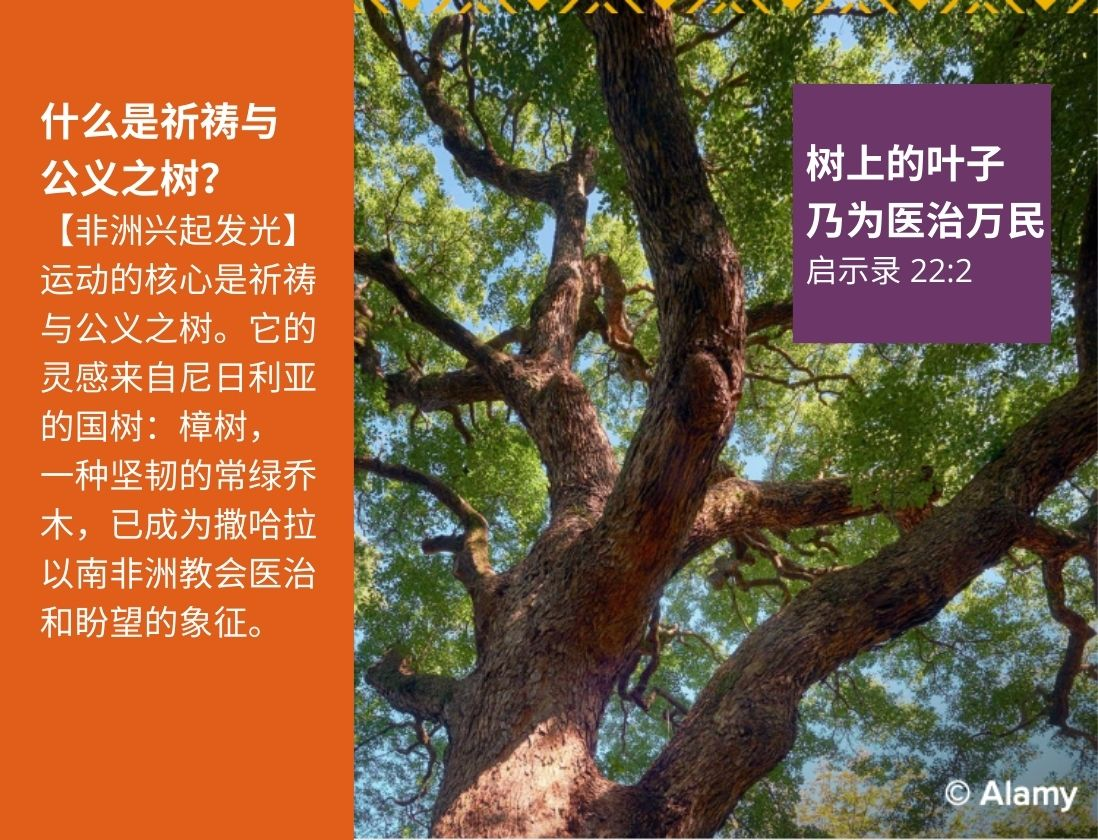 什么是祈祷与
公义之树？
【非洲兴起发光】
运动的核心是祈祷
与公义之树。它的
灵感来自尼日利亚
的国树：樟树，
一种坚韧的常绿乔
木，已成为撒哈拉
以南非洲教会医治
和盼望的象征。
树上的叶子
乃为医治万民
启示录 22:2
© Alamy